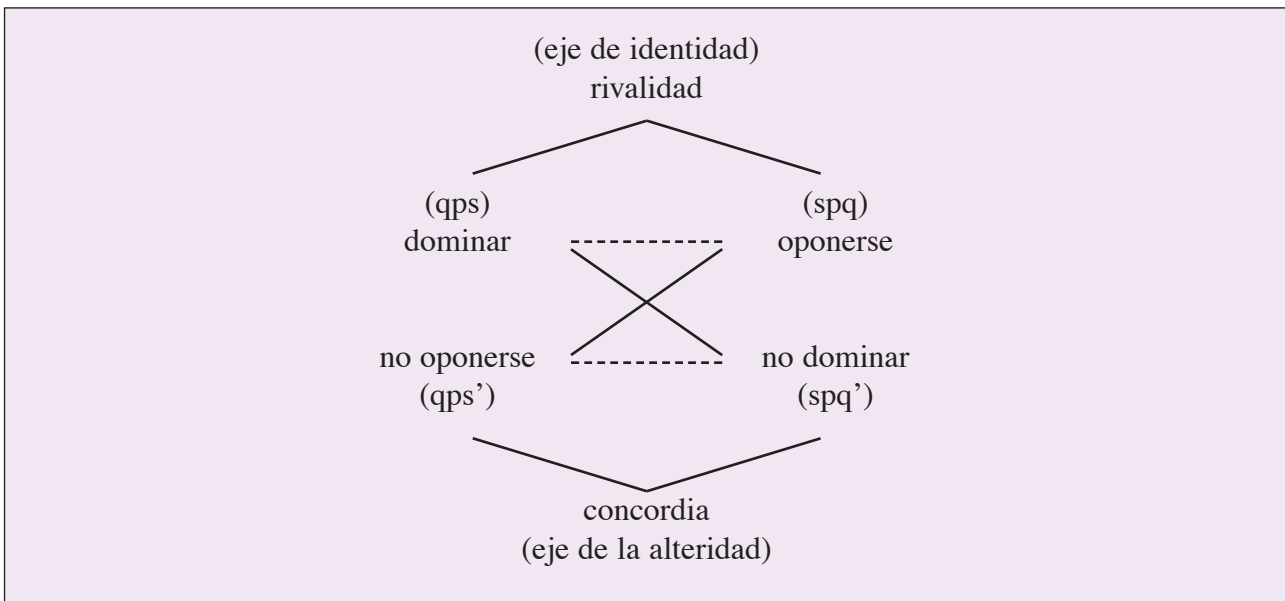 (eje de identidad)
rivalidad
(qps) (spq)
dominar oponerse
no oponerse no dominar
(qps’) (spq’)
concordia
(eje de la alteridad)